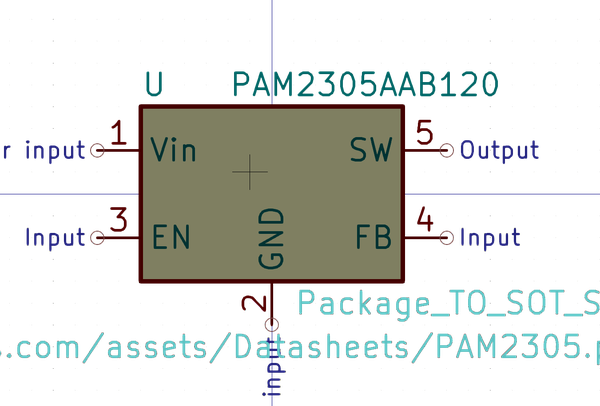 U PAM2305AAB120
r input 1 Vin SW 5 Output
Input 3 EN GND FB 4 Input
2 Package_TO_SOT_S
.com/assets/Datasheets/PAM2305.p
input